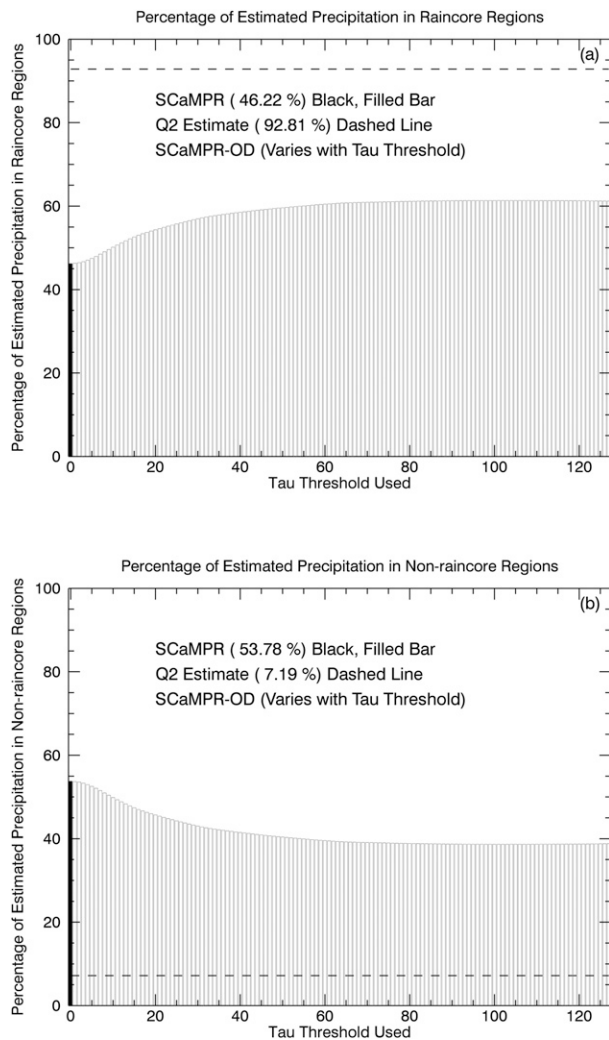 Percentage of Estimated Precipitation in Raincore Regions
(a)
SCaMPR ( 46.22 %) Black, Filled Bar
Q2 Estimate ( 92.81 %) Dashed Line
SCaMPR-OD (Varies with Tau Threshold)
Percentage of Estimated Precipitation in Raincore Regions
100
80
60
40
20
0
0 20 40 60 80 100 120
Tau Threshold Used
Percentage of Estimated Precipitation in Non-raincore Regions
(b)
SCaMPR ( 53.78 %) Black, Filled Bar
Q2 Estimate ( 7.19 %) Dashed Line
SCaMPR-OD (Varies with Tau Threshold)
Percentage of Estimated Precipitation in Non-raincore Regions
100
80
60
40
20
0
0 20 40 60 80 100 120
Tau Threshold Used